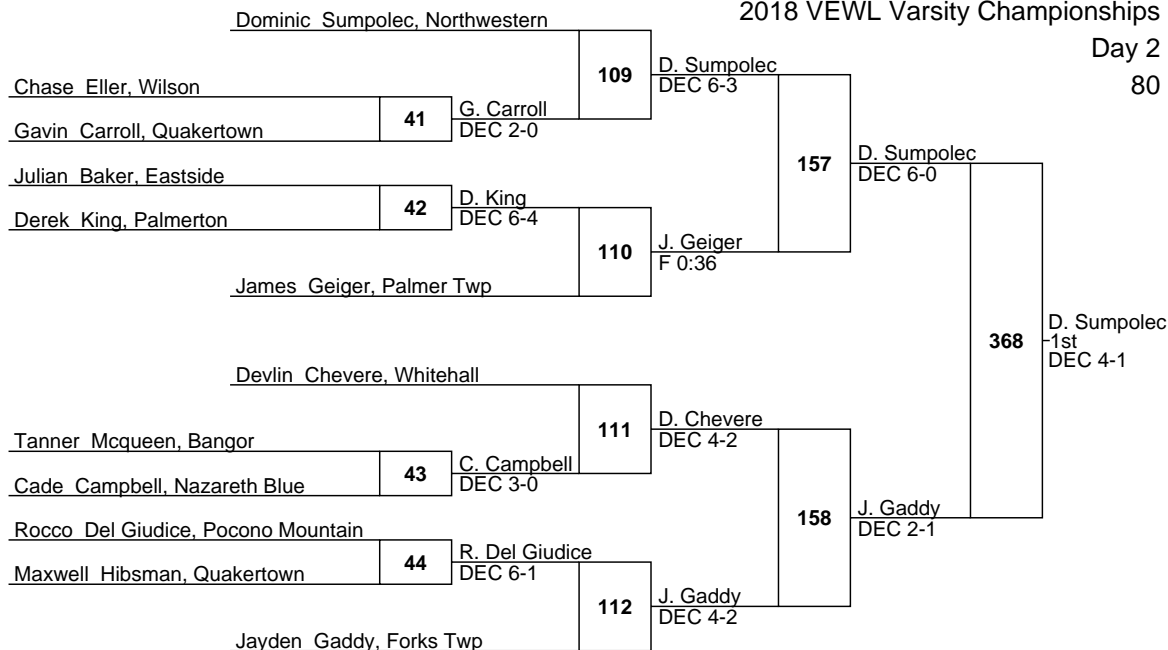 2018 VEWL Varsity Championships
Day 2
80
Dominic  Sumpolec, Northwestern
109
D. Sumpolec
DEC 6-3
Chase  Eller, Wilson
41
G. Carroll
DEC 2-0
Gavin  Carroll, Quakertown
157
D. Sumpolec
DEC 6-0
Julian  Baker, Eastside
42
D. King
DEC 6-4
Derek  King, Palmerton
110
J. Geiger
F 0:36
James  Geiger, Palmer Twp
368
D. Sumpolec
1st
DEC 4-1
Devlin  Chevere, Whitehall
111
D. Chevere
DEC 4-2
Tanner  Mcqueen, Bangor
43
C. Campbell
DEC 3-0
Cade  Campbell, Nazareth Blue
158
J. Gaddy
DEC 2-1
Rocco  Del Giudice, Pocono Mountain
44
R. Del Giudice
DEC 6-1
Maxwell  Hibsman, Quakertown
112
J. Gaddy
DEC 4-2
Jayden  Gaddy, Forks Twp